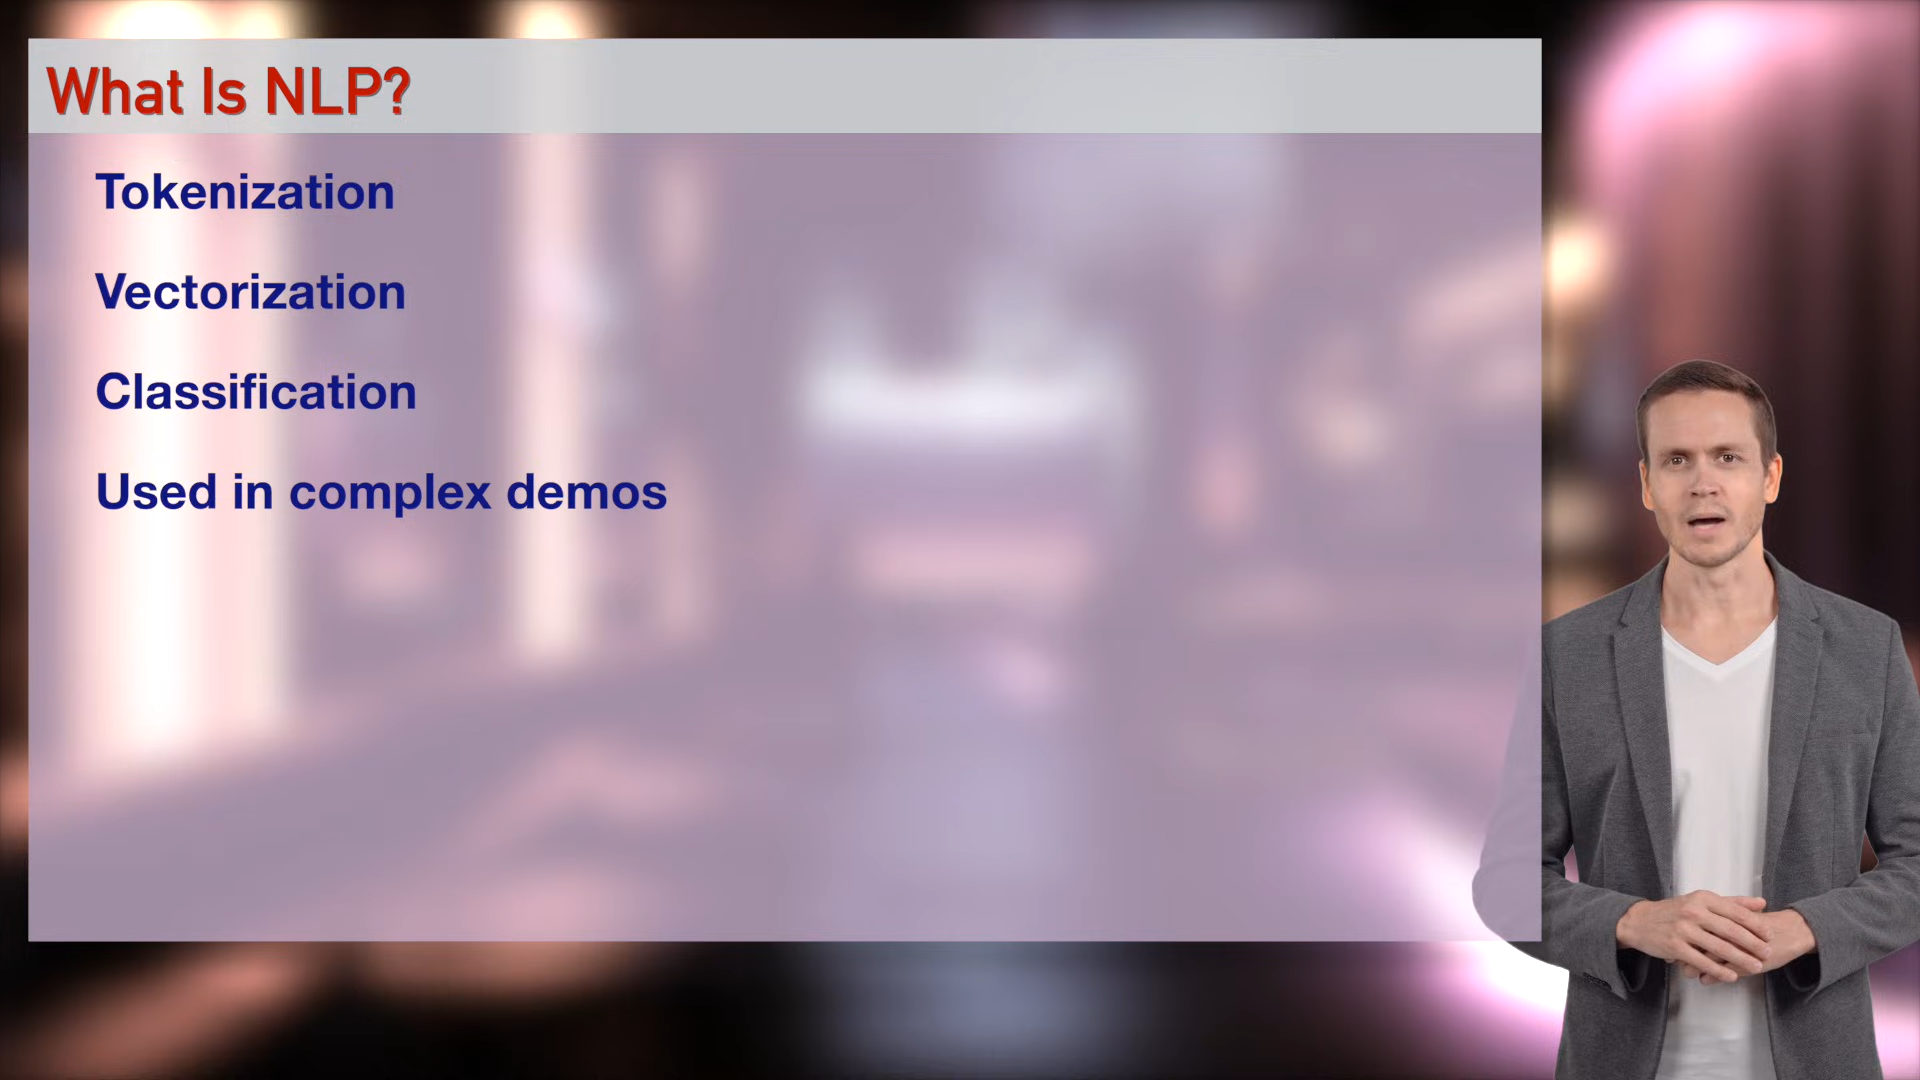 What Is NLP?
Tokenization
Vectorization
Classification
Used in complex demos